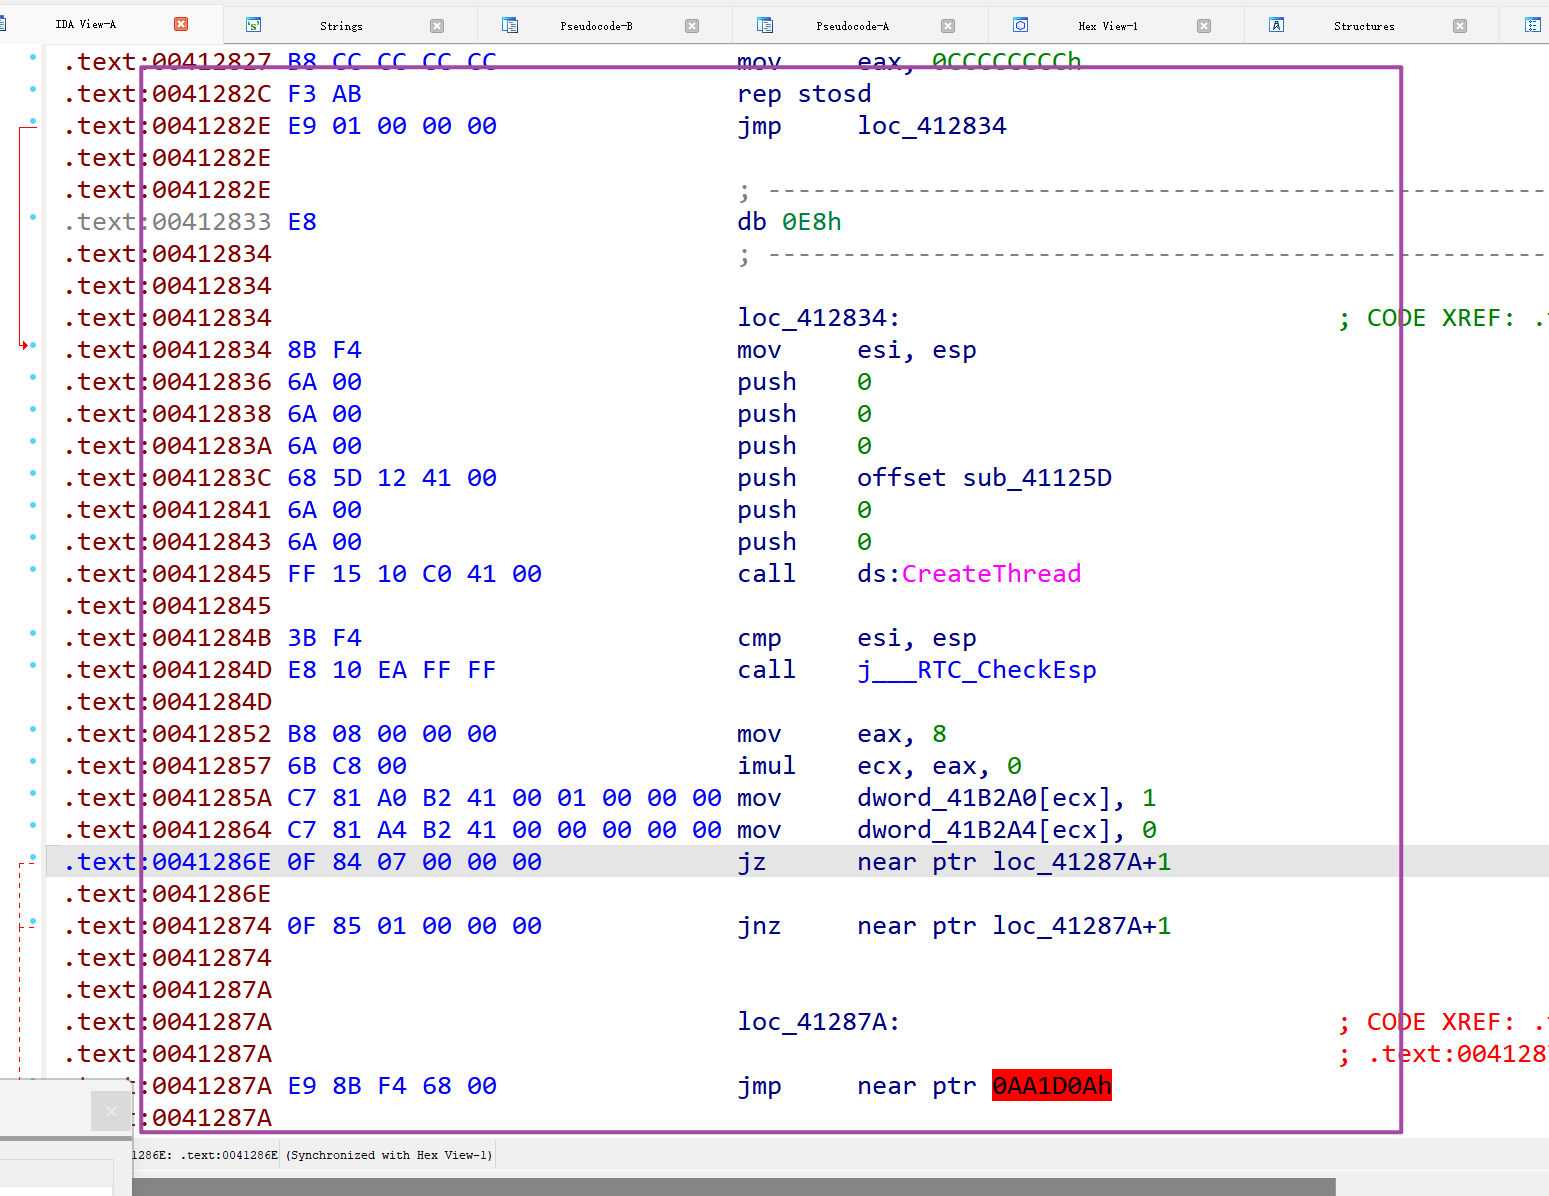 IDA View-A Strings Pseudocode-B Pseudocode-A Hex View-1 Structures
.text:00412827 B8 CC CC CC CC mov eax, 0CCCCCCCCh
.text:0041282C F3 AB rep stosd
.text:0041282E E9 01 00 00 00 jmp loc_412834
.text:0041282E
.text:0041282E ; ----------------------------------------------------
.text:00412833 E8 db 0E8h
.text:00412834 ; ----------------------------------------------------
.text:00412834
.text:00412834 loc_412834: ; CODE XREF: .
.text:00412834 8B F4 mov esi, esp
.text:00412836 6A 00 push 0
.text:00412838 6A 00 push 0
.text:0041283A 6A 00 push 0
.text:0041283C 68 5D 12 41 00 push offset sub_41125D
.text:00412841 6A 00 push 0
.text:00412843 6A 00 push 0
.text:00412845 FF 15 10 C0 41 00 call ds:CreateThread
.text:00412845
.text:0041284B 3B F4 cmp esi, esp
.text:0041284D E8 10 EA FF FF call j___RTC_CheckEsp
.text:0041284D
.text:00412852 B8 08 00 00 00 mov eax, 8
.text:00412857 6B C8 00 imul ecx, eax, 0
.text:0041285A C7 81 A0 B2 41 00 01 00 00 00 mov dword_41B2A0[ecx], 1
.text:00412864 C7 81 A4 B2 41 00 00 00 00 00 mov dword_41B2A4[ecx], 0
.text:0041286E 0F 84 07 00 00 00 jz near ptr loc_41287A+1
.text:0041286E
.text:00412874 0F 85 01 00 00 00 jnz near ptr loc_41287A+1
.text:00412874
.text:0041287A
.text:0041287A loc_41287A: ; CODE XREF: .
.text:0041287A ; .text:0041287
.text:0041287A E9 8B F4 68 00 jmp near ptr 0AA1D0Ah
:0041287A
1286E: .text:0041286E (Synchronized with Hex View-1)